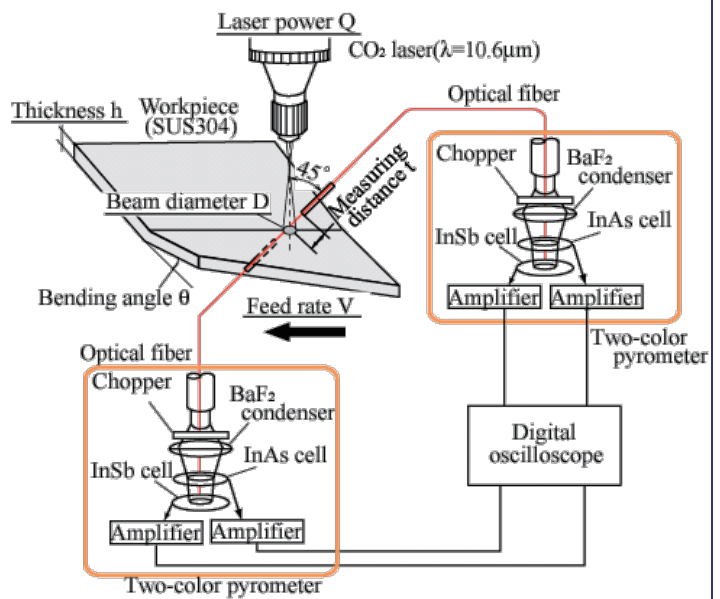 Laser power Q
CO₂ laser(λ=10.6μm)
Optical fiber
Thickness h
Workpiece
(SUS304)
45°
Measuring
distance t
Chopper
BaF₂
condenser
Beam diameter D
InAs cell
InSb cell
Bending angle θ
Feed rate V
Amplifier
Amplifier
Two-color
pyrometer
Optical fiber
Chopper
BaF₂
condenser
Digital
oscilloscope
InAs cell
InSb cell
Amplifier
Amplifier
Two-color pyrometer